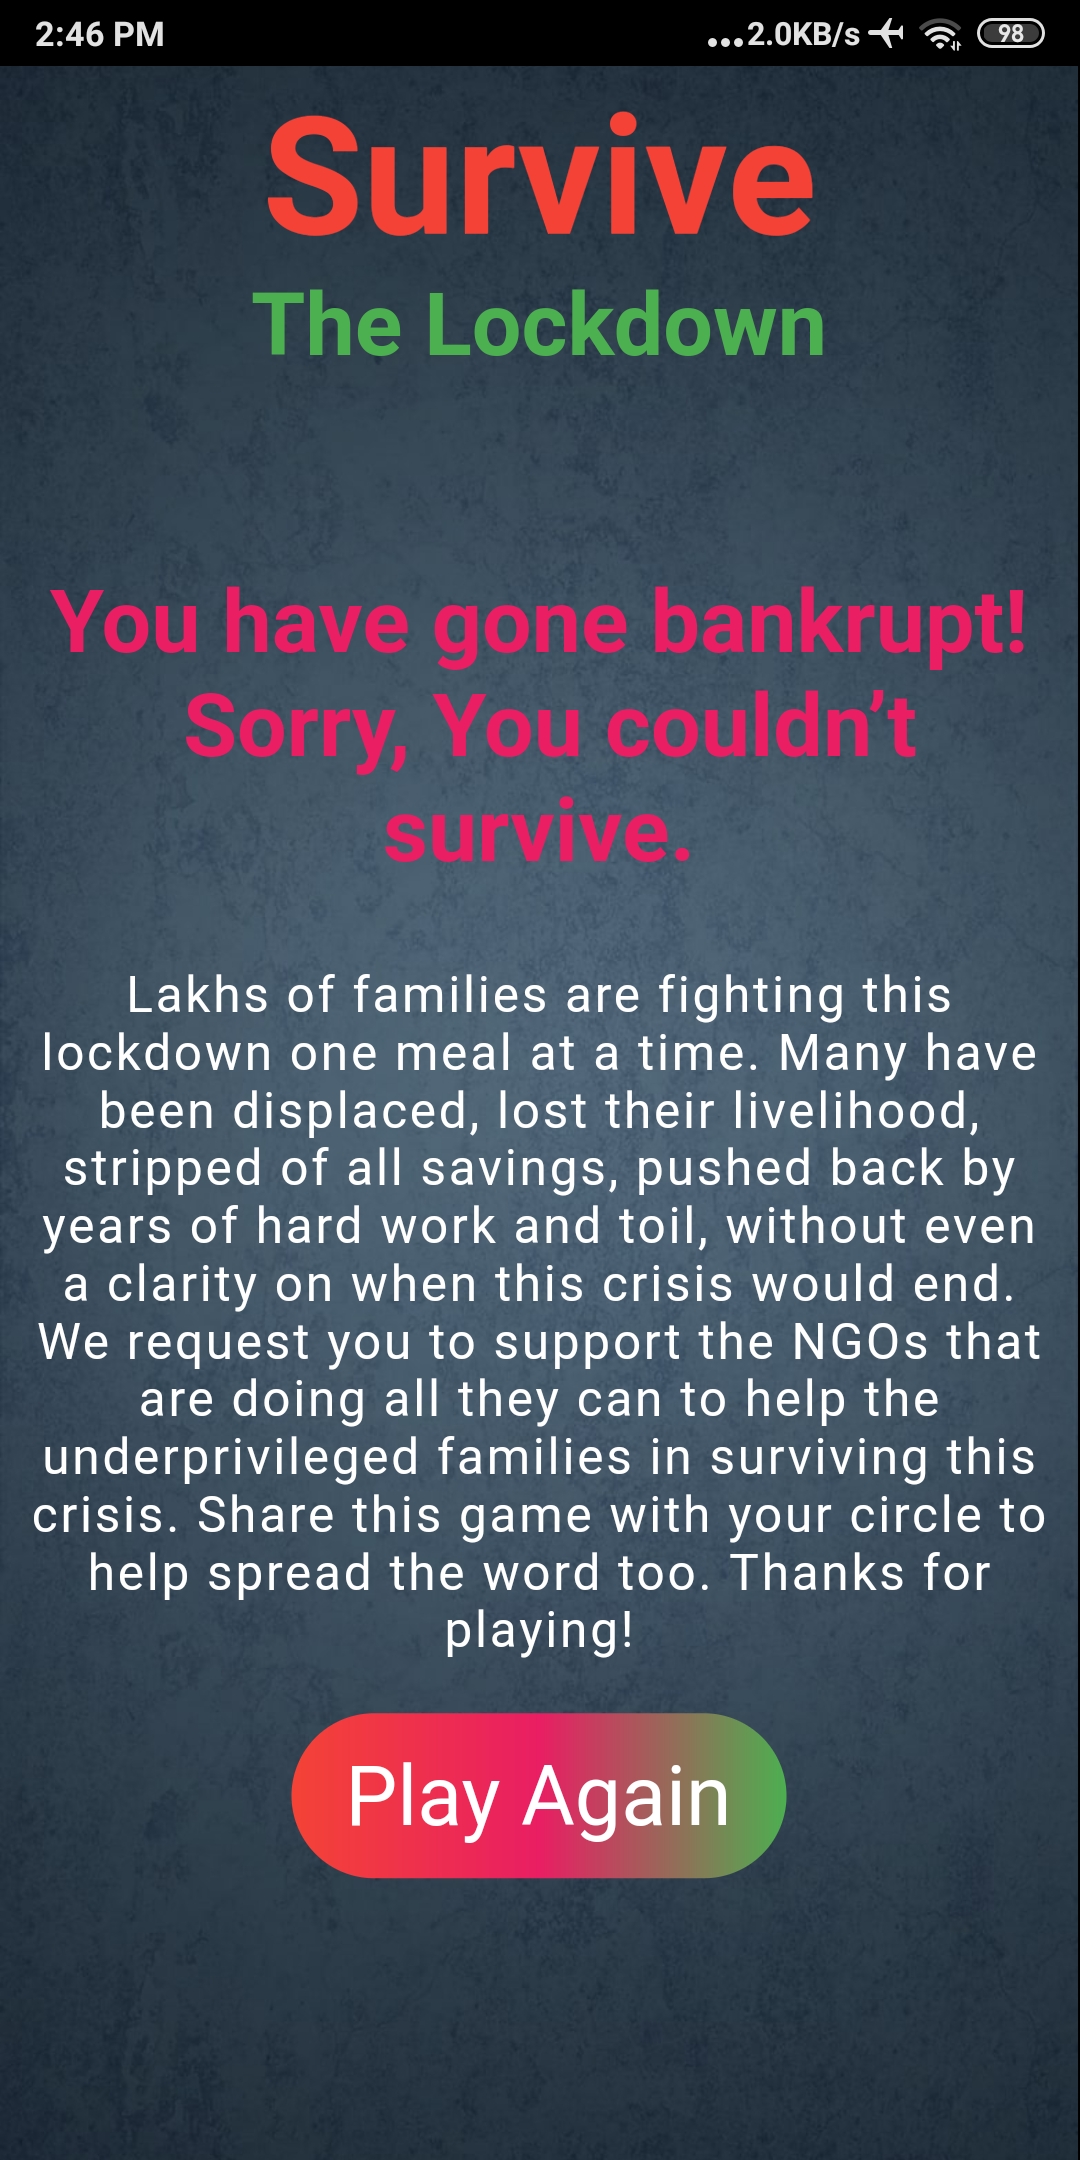 2:46 PM
...2.0KB/s
98
Survive
The Lockdown
You have gone bankrupt!
Sorry, You couldn’t
survive.
Lakhs of families are fighting this
lockdown one meal at a time. Many have
been displaced, lost their livelihood,
stripped of all savings, pushed back by
years of hard work and toil, without even
a clarity on when this crisis would end.
We request you to support the NGOs that
are doing all they can to help the
underprivileged families in surviving this
crisis. Share this game with your circle to
help spread the word too. Thanks for
playing!
Play Again